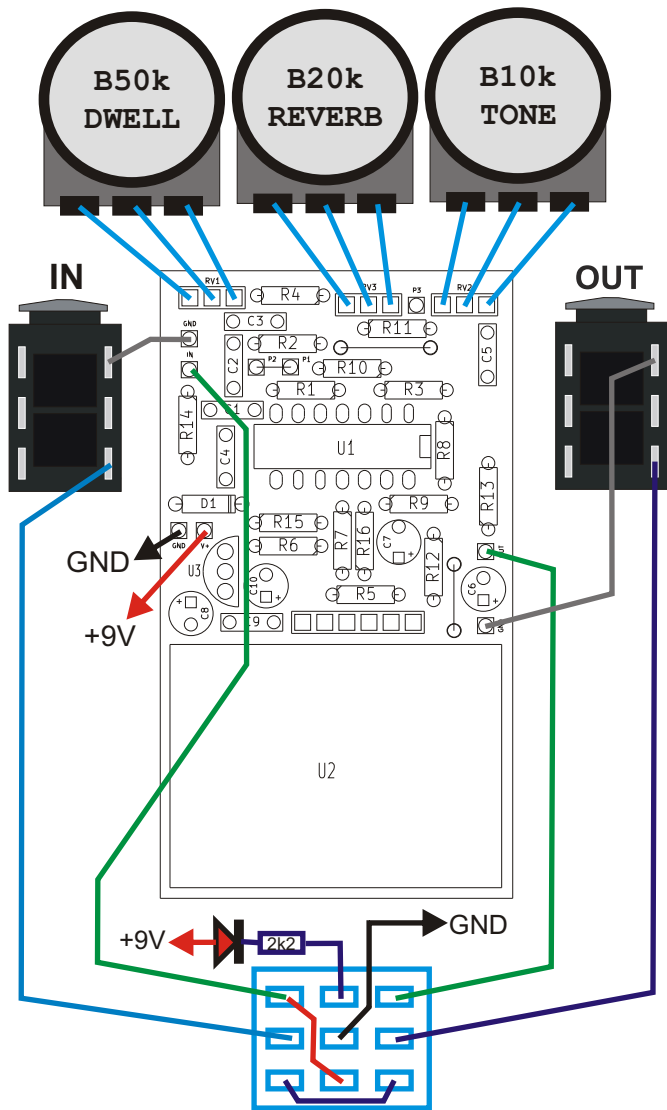 B50k
DWELL
B20k
REVERB
B10k
TONE
IN
OUT
RV1
R4
RV3
P3
RV2
GND
C3
R11
R2
IN
C2
P2
P1
R10
C5
R1
R3
C1
R14
U1
R8
C4
R13
D1
R9
R15
GND
V+
R7
R16
C7
GND
R6
U3
R12
C10
C6
+
R5
C8
+9V
C9
U2
+9V
2k2
GND